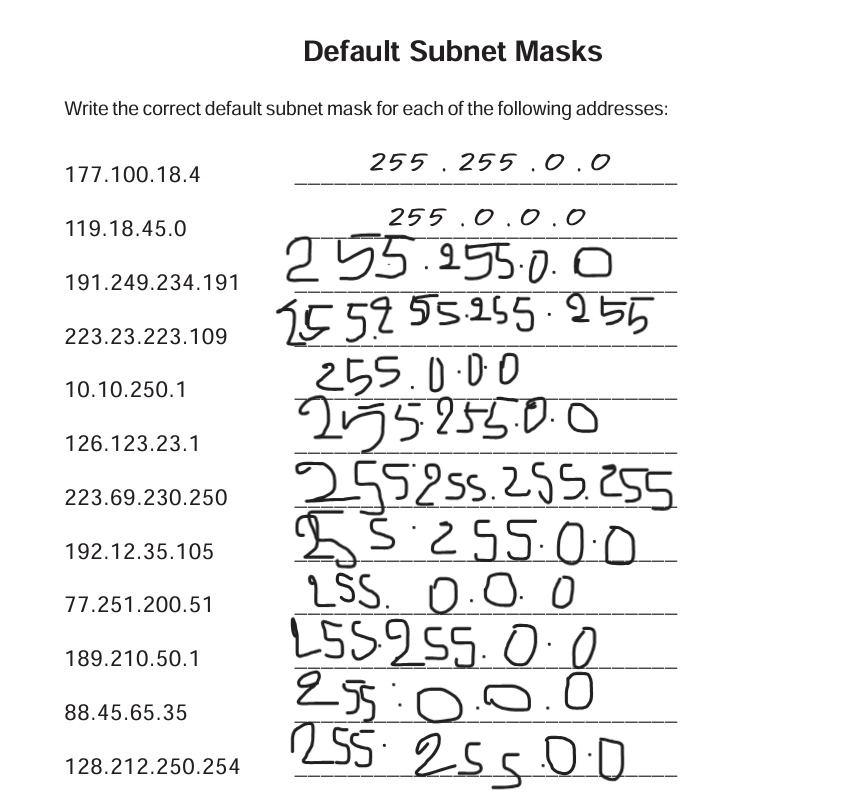 Default Subnet Masks
Write the correct default subnet mask for each of the following addresses:
177.100.18.4 255 . 255 . 0 . 0
119.18.45.0 255 . 0 . 0 . 0
191.249.234.191 255.255.0.0
223.23.223.109 255.255.255.255
10.10.250.1 255.0.0.0
126.123.23.1 255.255.0.0
223.69.230.250 255.255.255.255
192.12.35.105 255.255.0.0
77.251.200.51 255.0.0.0
189.210.50.1 255.255.0.0
88.45.65.35 255.0.0.0
128.212.250.254 255.255.0.0